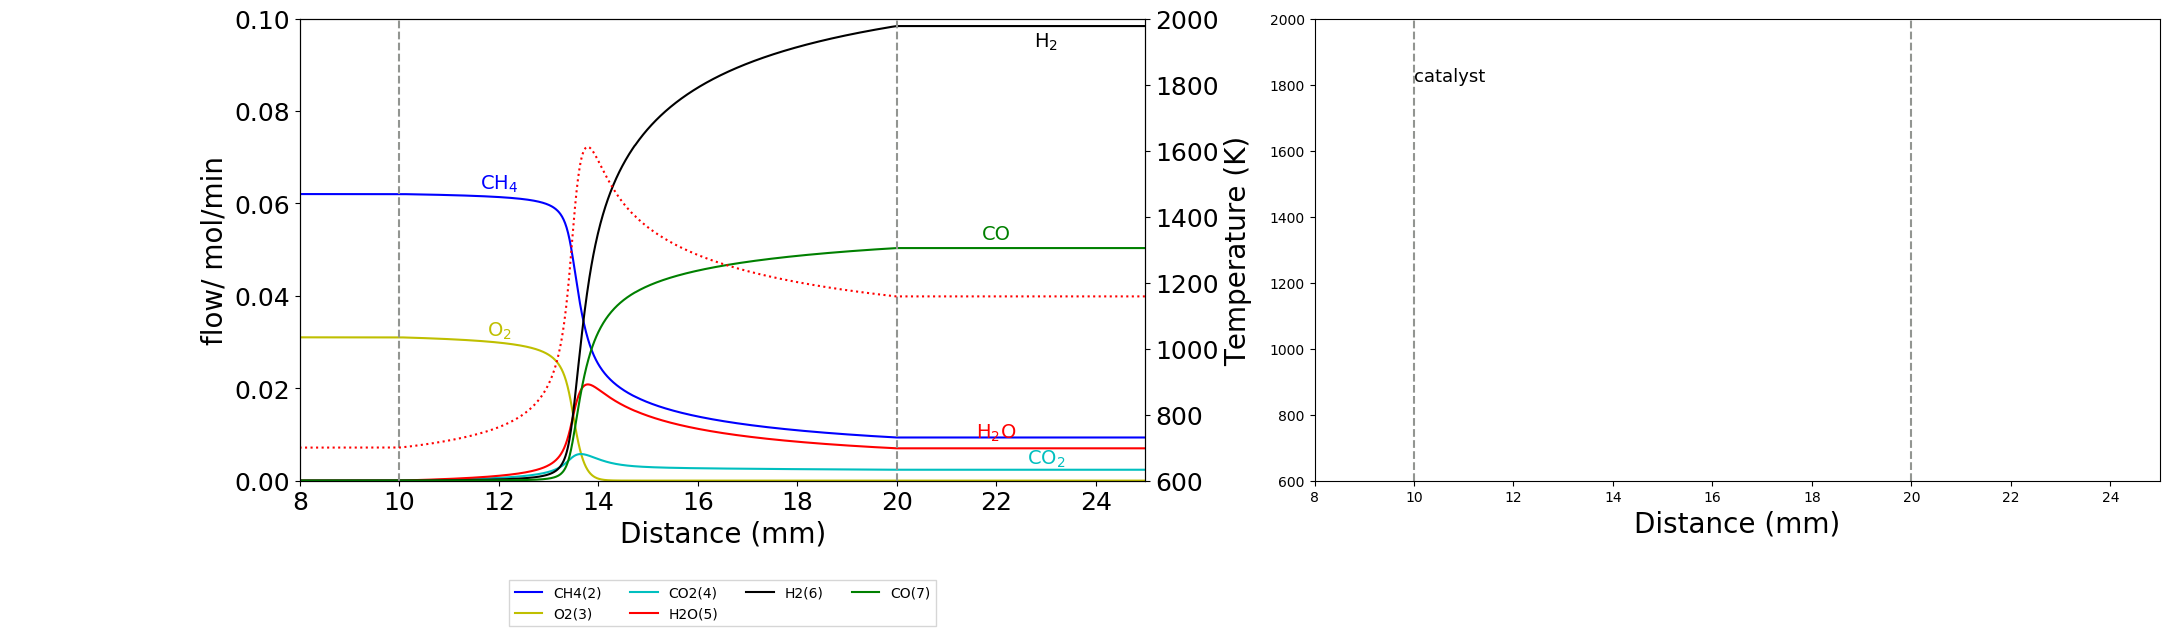 0.10
0.08
0.06
0.04
0.02
0.00
flow/ mol/min
8 10 12 14 16 18 20 22 24
Distance (mm)
CH₄
O₂
H₂
CO
H₂O
CO₂
2000
1800
1600
1400
1200
1000
800
600
Temperature (K)
CH4(2) CO2(4) H2(6) CO(7)
O2(3) H2O(5)
2000
1800
1600
1400
1200
1000
800
600
catalyst
8 10 12 14 16 18 20 22 24
Distance (mm)